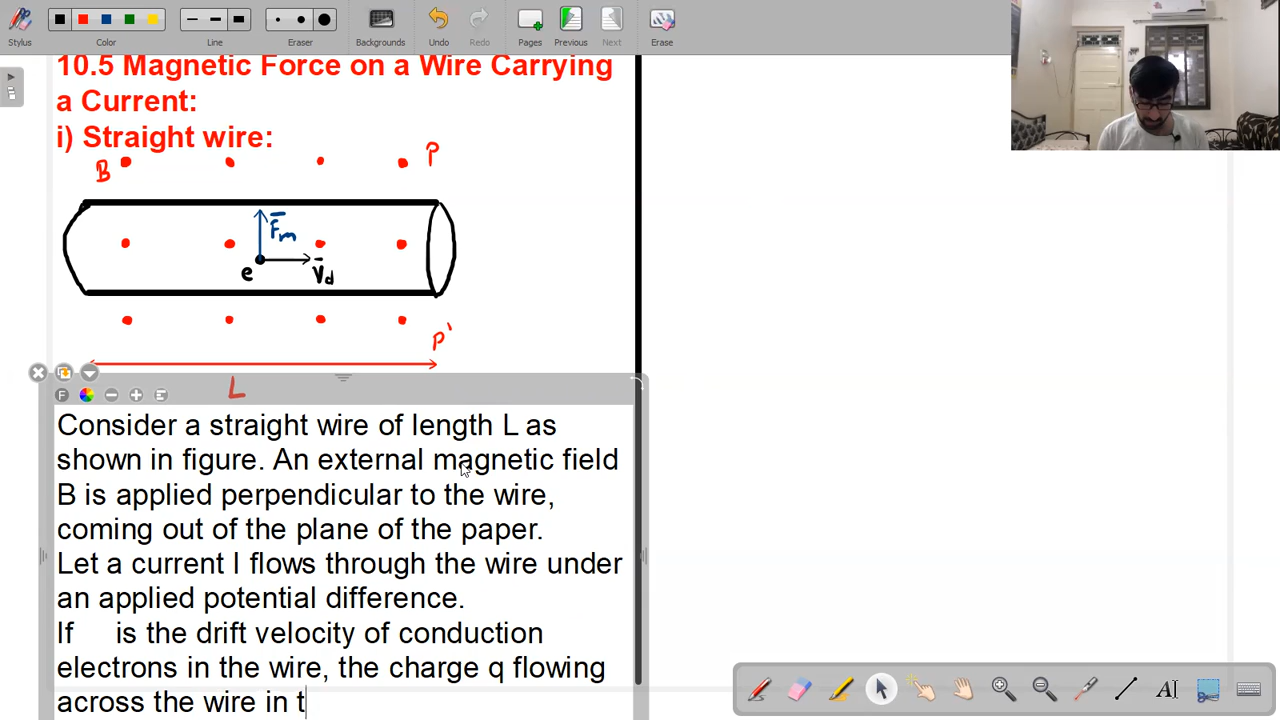 Stylus
Color
Line
Eraser
Backgrounds
Undo
Redo
Pages
Previous
Next
Erase
10.5 Magnetic Force on a Wire Carrying
a Current:
i) Straight wire:
B
P
F̄m
e
V̄d
P'
L
F
Consider a straight wire of length L as
shown in figure. An external magnetic field
B is applied perpendicular to the wire,
coming out of the plane of the paper.
Let a current I flows through the wire under
an applied potential difference.
If is the drift velocity of conduction
electrons in the wire, the charge q flowing
across the wire in t
A